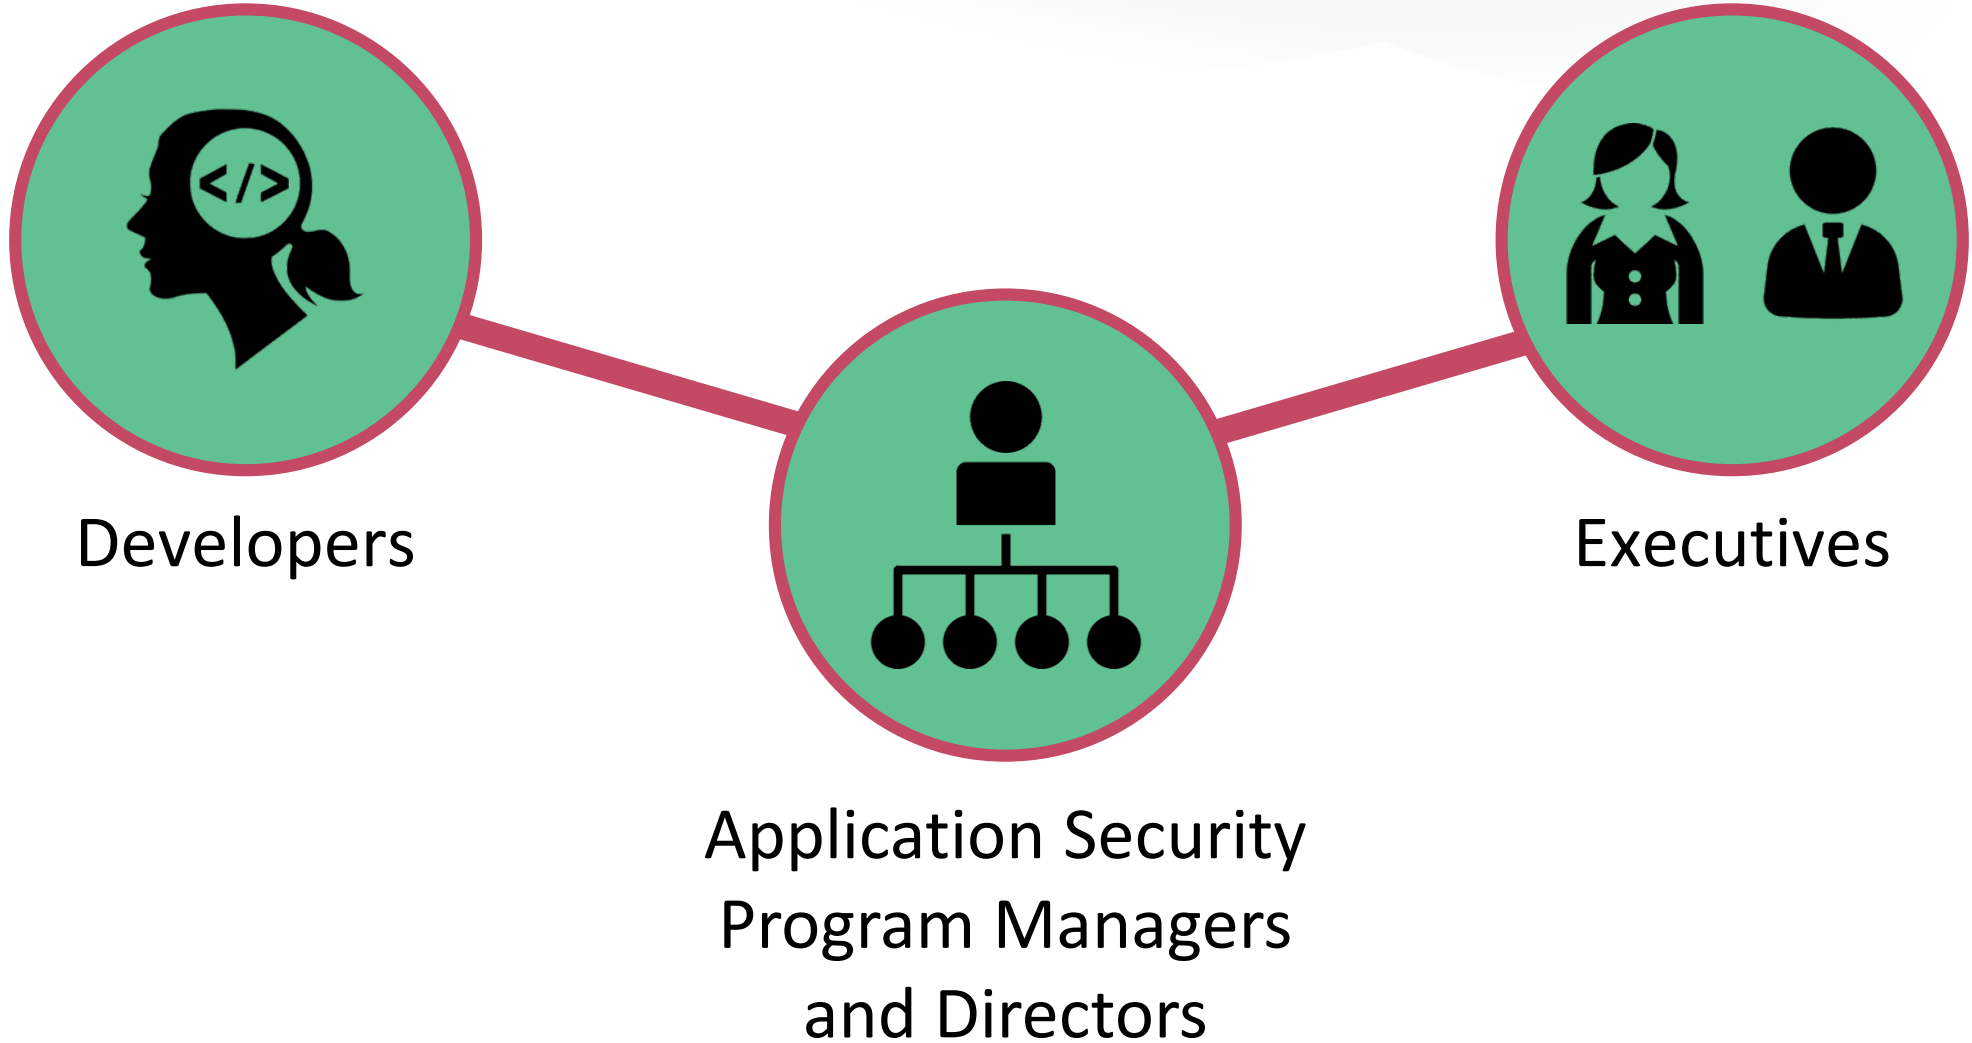 </>
Developers
Executives
Application Security
Program Managers
and Directors